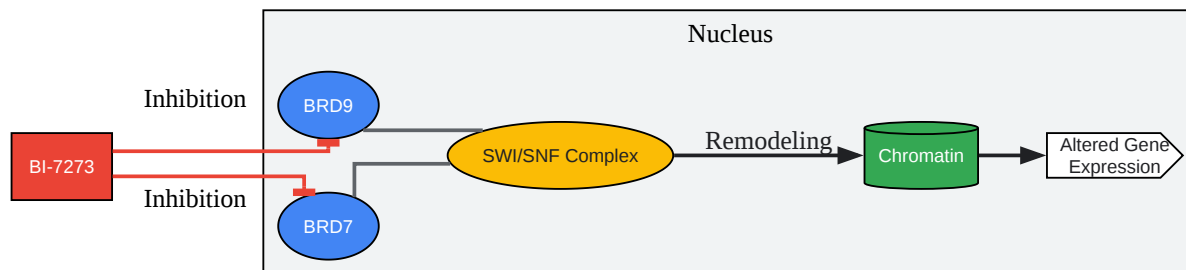 Nucleus
Inhibition
BRD9
BI-7273
SWI/SNF Complex
Remodeling
Chromatin
Altered Gene
Expression
Inhibition
BRD7